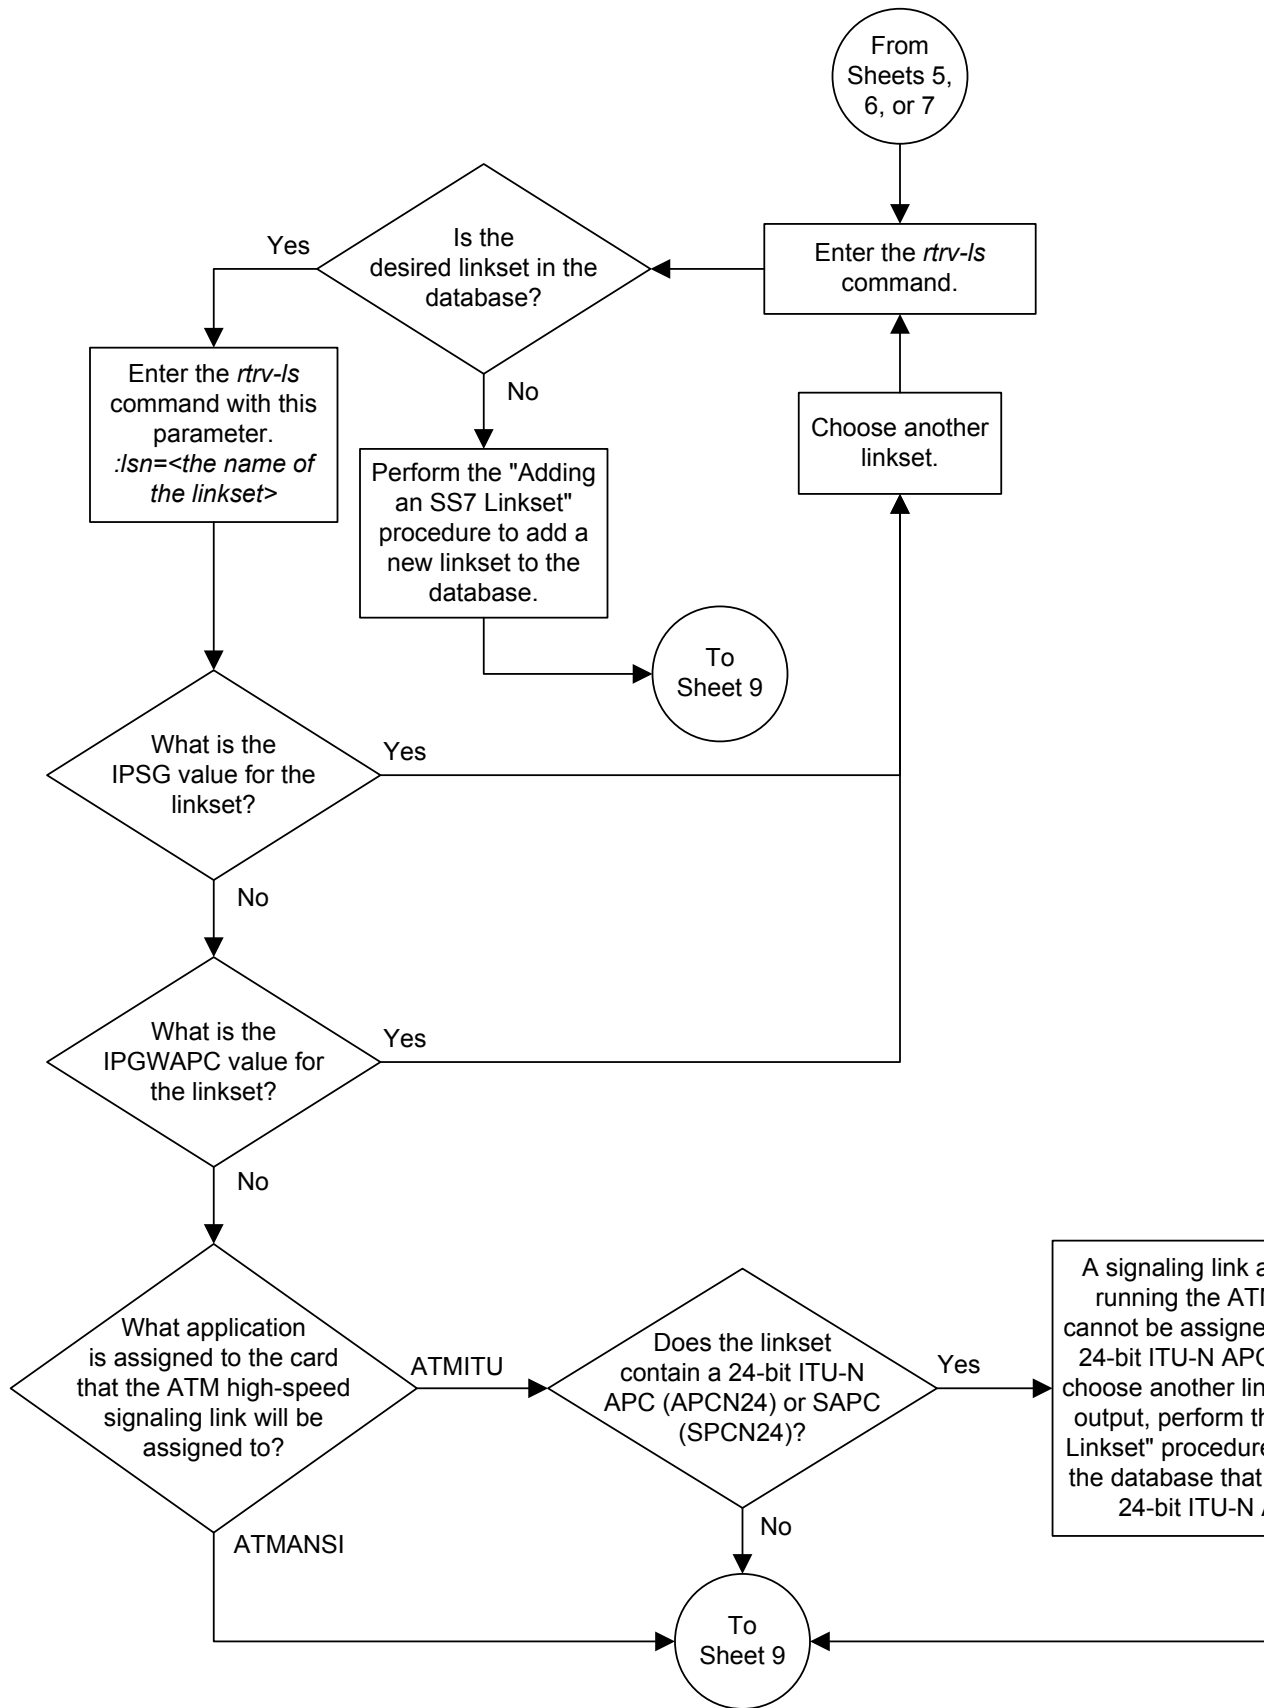 From
Sheets 5,
6, or 7
Enter the rtrv-ls
command.
Is the
desired linkset in the
database?
Yes
No
Enter the rtrv-ls
command with this
parameter.
:lsn=<the name of
the linkset>
Perform the "Adding
an SS7 Linkset"
procedure to add a
new linkset to the
database.
To
Sheet 9
Choose another
linkset.
What is the
IPSG value for the
linkset?
Yes
No
What is the
IPGWAPC value for
the linkset?
Yes
No
What application
is assigned to the card
that the ATM high-speed
signaling link will be
assigned to?
ATMITU
ATMANSI
Does the linkset
contain a 24-bit ITU-N
APC (APCN24) or SAPC
(SPCN24)?
Yes
No
A signaling link
running the
cannot be
24-bit ITU-N
choose another
output, perform
Linkset"
the database that
24-bit ITU-N
To
Sheet 9